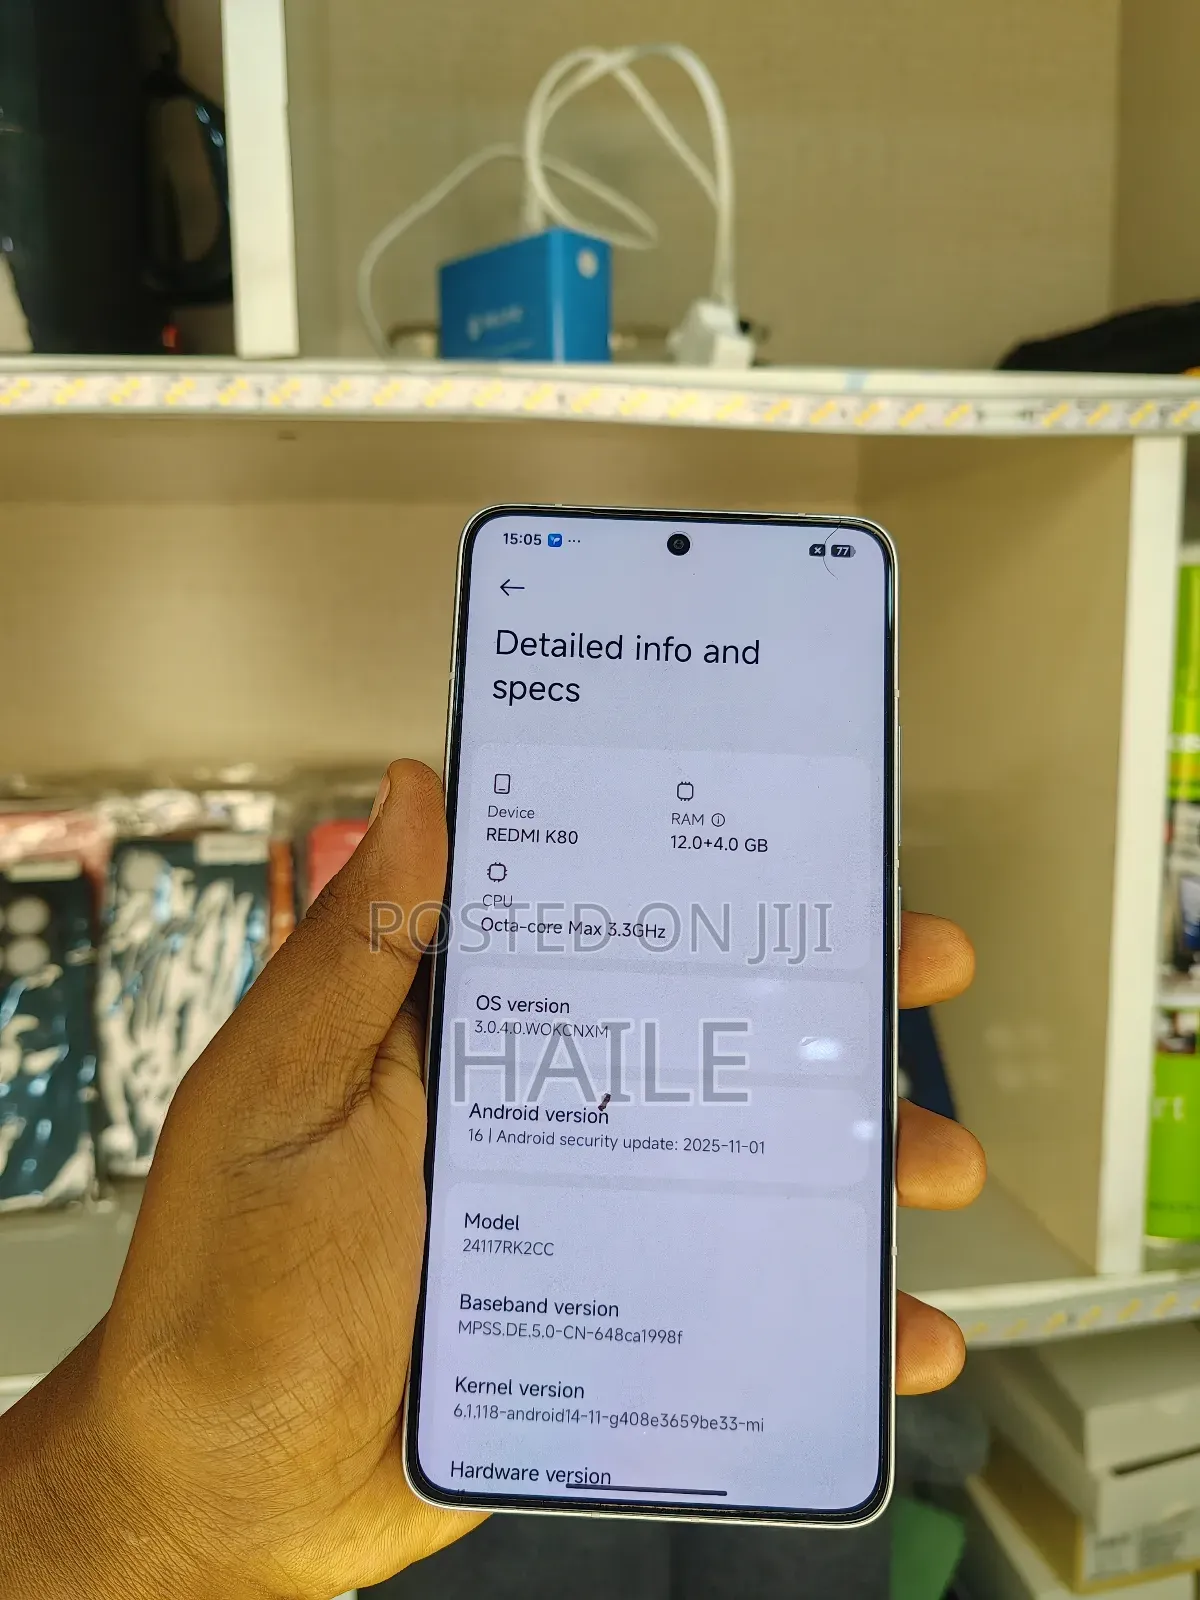 15:05 ...
77
Detailed info and
specs
Device
REDMI K80
RAM
12.0+4.0 GB
CPU
Octa-core Max 3.3GHz
POSTED ON JIJI
OS version
3.0.4.0.WOKCNXM
HAILE
Android version
16 | Android security update: 2025-11-01
Model
24117RK2CC
Baseband version
MPSS.DE.5.0-CN-648ca1998f
Kernel version
6.1.118-android14-11-g408e3659be33-mi
Hardware version